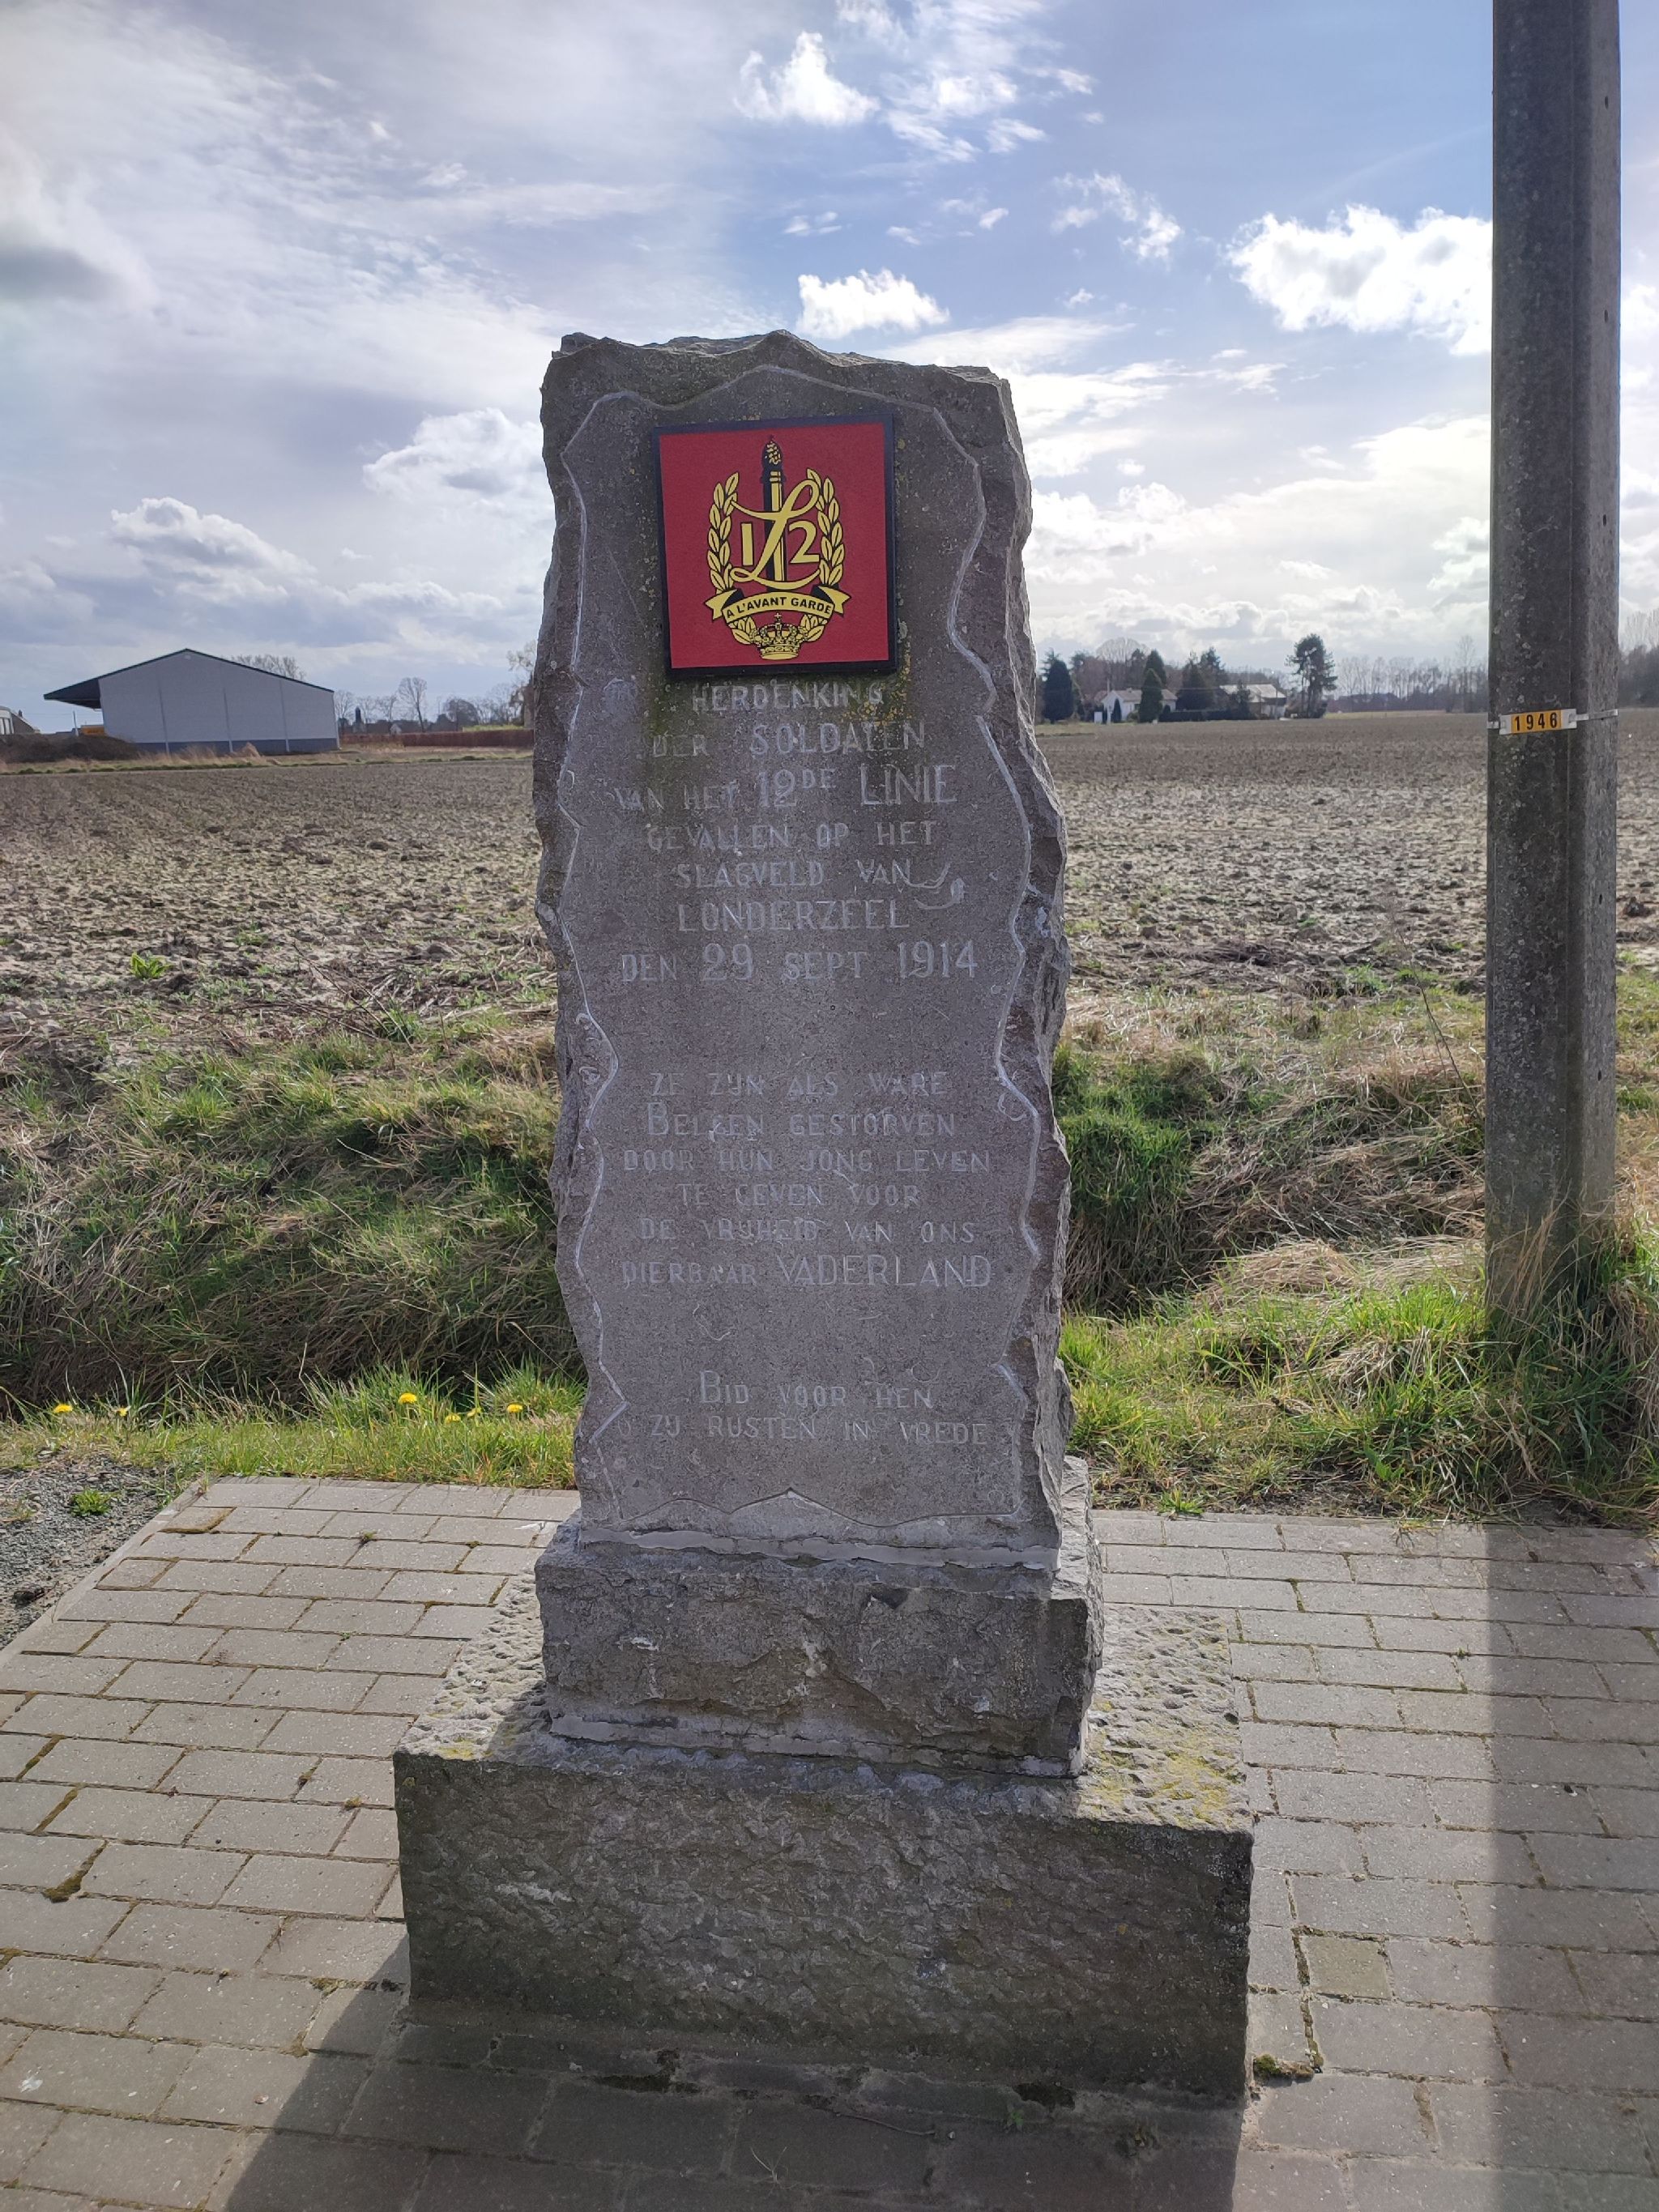 1 L 2
A L'AVANT GARDE
HERDENKING
DER SOLDATEN
VAN HET 12DE LINIE
GEVALLEN OP HET
SLAGVELD VAN
LONDERZEEL
DEN 29 SEPT 1914
ZE ZIJN ALS WARE
BELGEN GESTORVEN
DOOR HUN JONG LEVEN
TE GEVEN VOOR
DE VRIJHEID VAN ONS
DIERBAAR VADERLAND
BID VOOR HEN
ZIJ RUSTEN IN VREDE
1946